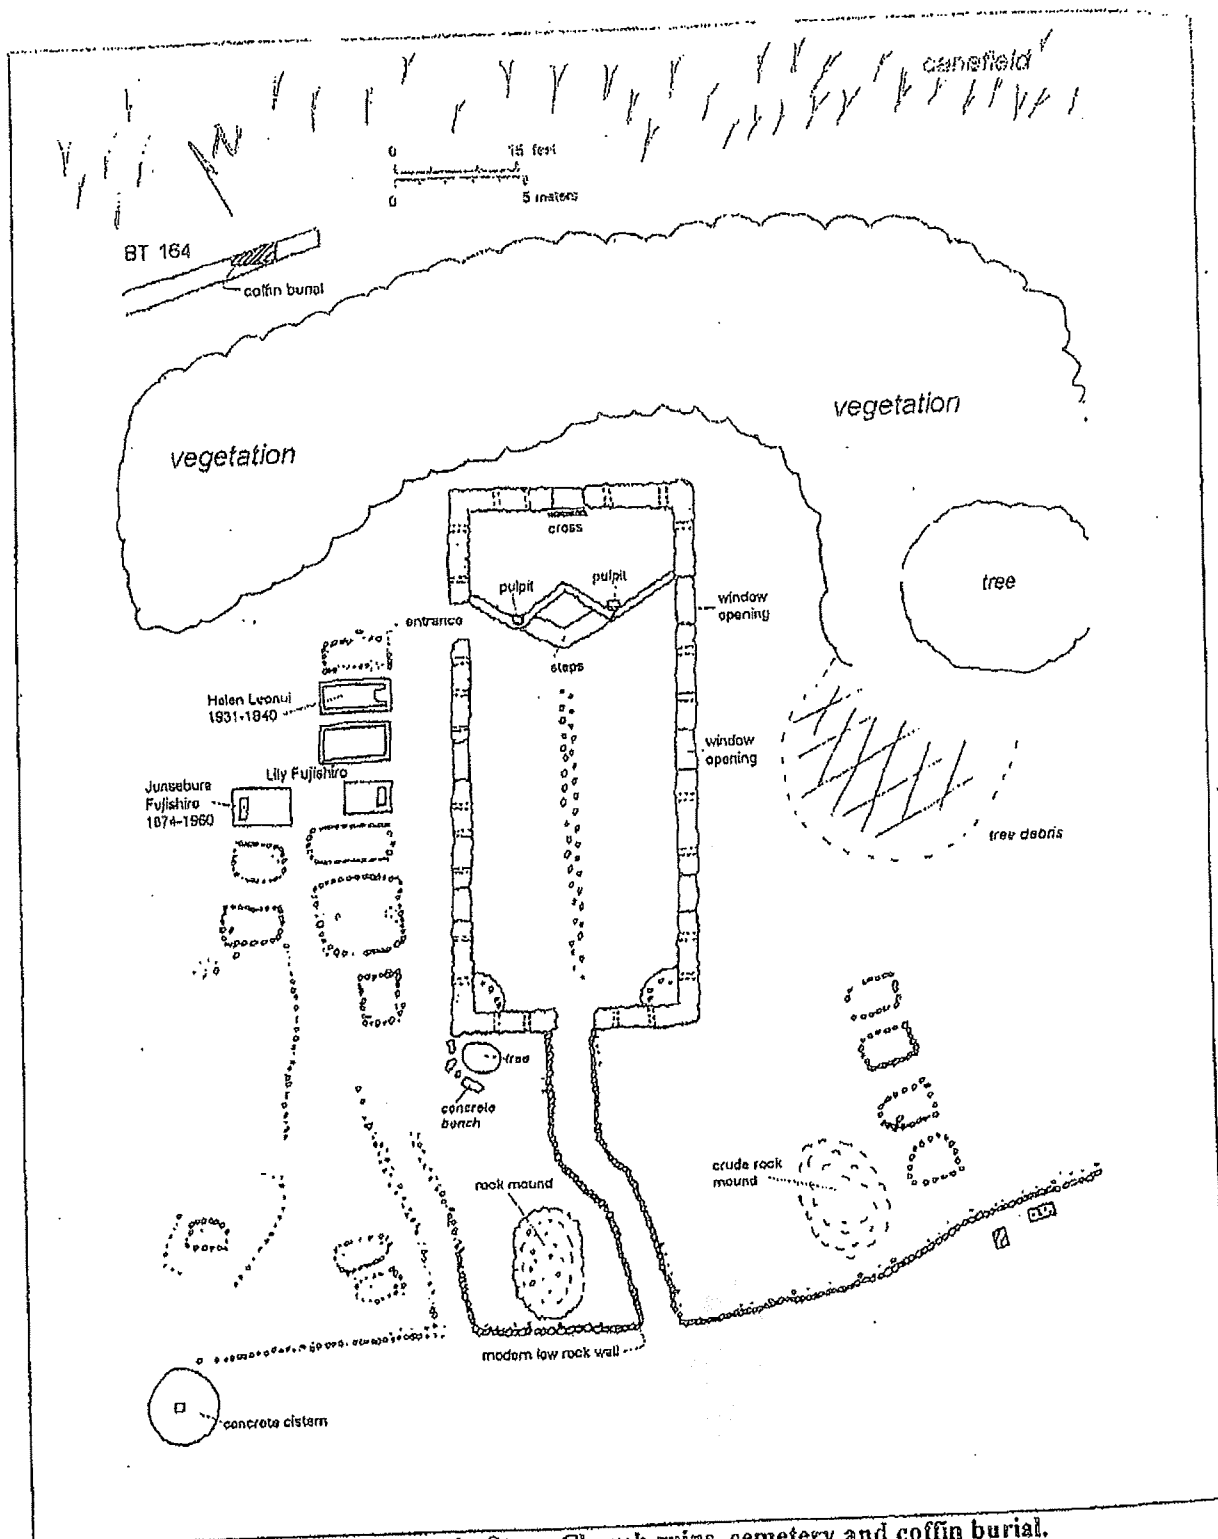 canefield
N
0 15 feet
0 5 meters
BT 164
coffin burial
vegetation
vegetation
cross
tree
pulpit
pulpit
window
opening
entrance
steps
Helen Leonui
1931-1940
window
opening
Lily Fujishiro
Junsebure
Fujishiro
1874-1960
tree debris
tree
concrete
bench
crude rock
mound
rock mound
modern low rock wall
concrete cistern
Church ruins, cemetery and coffin burial.